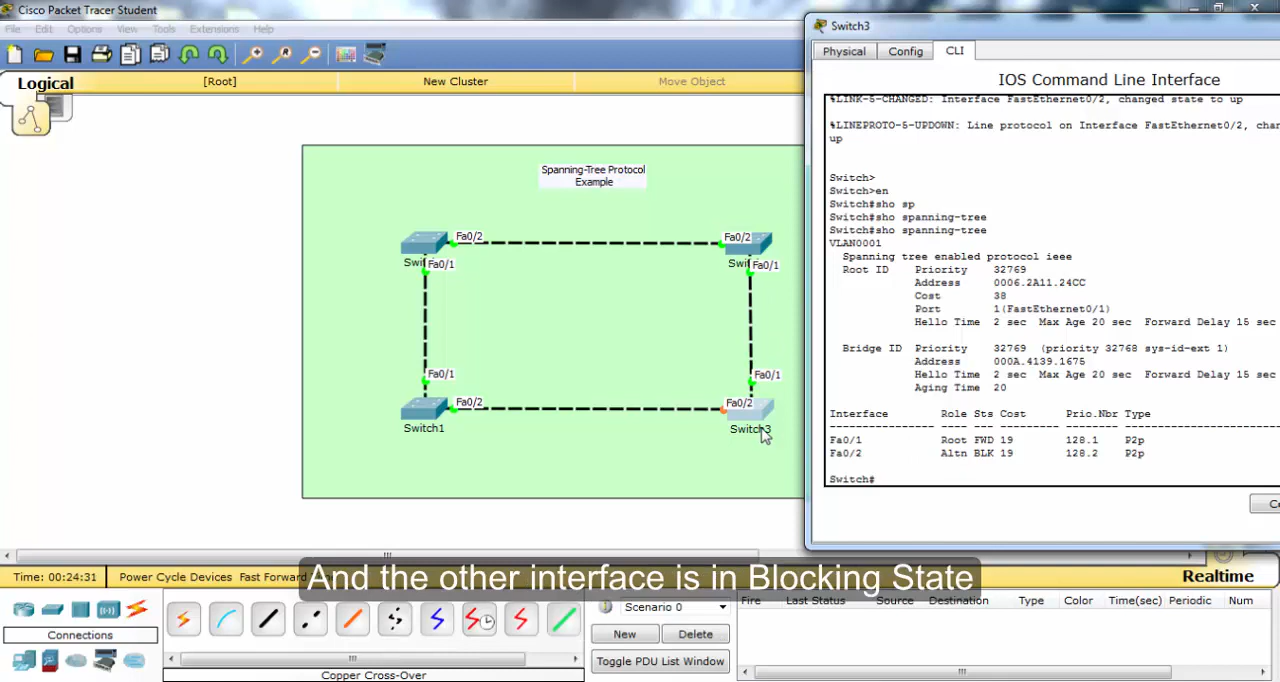 Cisco Packet Tracer Student
File Edit Options View Tools Extensions Help
Logical
[Root]
New Cluster
Move Object
Spanning-Tree Protocol
Example
Fa0/2
Fa0/2
Swit
Fa0/1
Swit
Fa0/1
Fa0/1
Fa0/1
Fa0/2
Fa0/2
Switch1
Switch3
Switch3
Physical Config CLI
IOS Command Line Interface
%LINK-5-CHANGED: Interface FastEthernet0/2, changed state to up
%LINEPROTO-5-UPDOWN: Line protocol on Interface FastEthernet0/2, chan
up
Switch>
Switch>en
Switch#sho sp
Switch#sho spanning-tree
Switch#sho spanning-tree
VLAN0001
Spanning tree enabled protocol ieee
Root ID Priority 32769
Address 0006.2A11.24CC
Cost 38
Port 1(FastEthernet0/1)
Hello Time 2 sec Max Age 20 sec Forward Delay 15 sec
Bridge ID Priority 32769 (priority 32768 sys-id-ext 1)
Address 000A.4139.1675
Hello Time 2 sec Max Age 20 sec Forward Delay 15 sec
Aging Time 20
Interface Role Sts Cost Prio.Nbr Type
Fa0/1 Root FWD 19 128.1 P2p
Fa0/2 Altn BLK 19 128.2 P2p
Switch#
Co
And the other interface is in Blocking State
Time: 00:24:31 Power Cycle Devices Fast Forward
Realtime
Connections
Copper Cross-Over
Scenario 0
New Delete
Toggle PDU List Window
Fire Last Status Source Destination Type Color Time(sec) Periodic Num